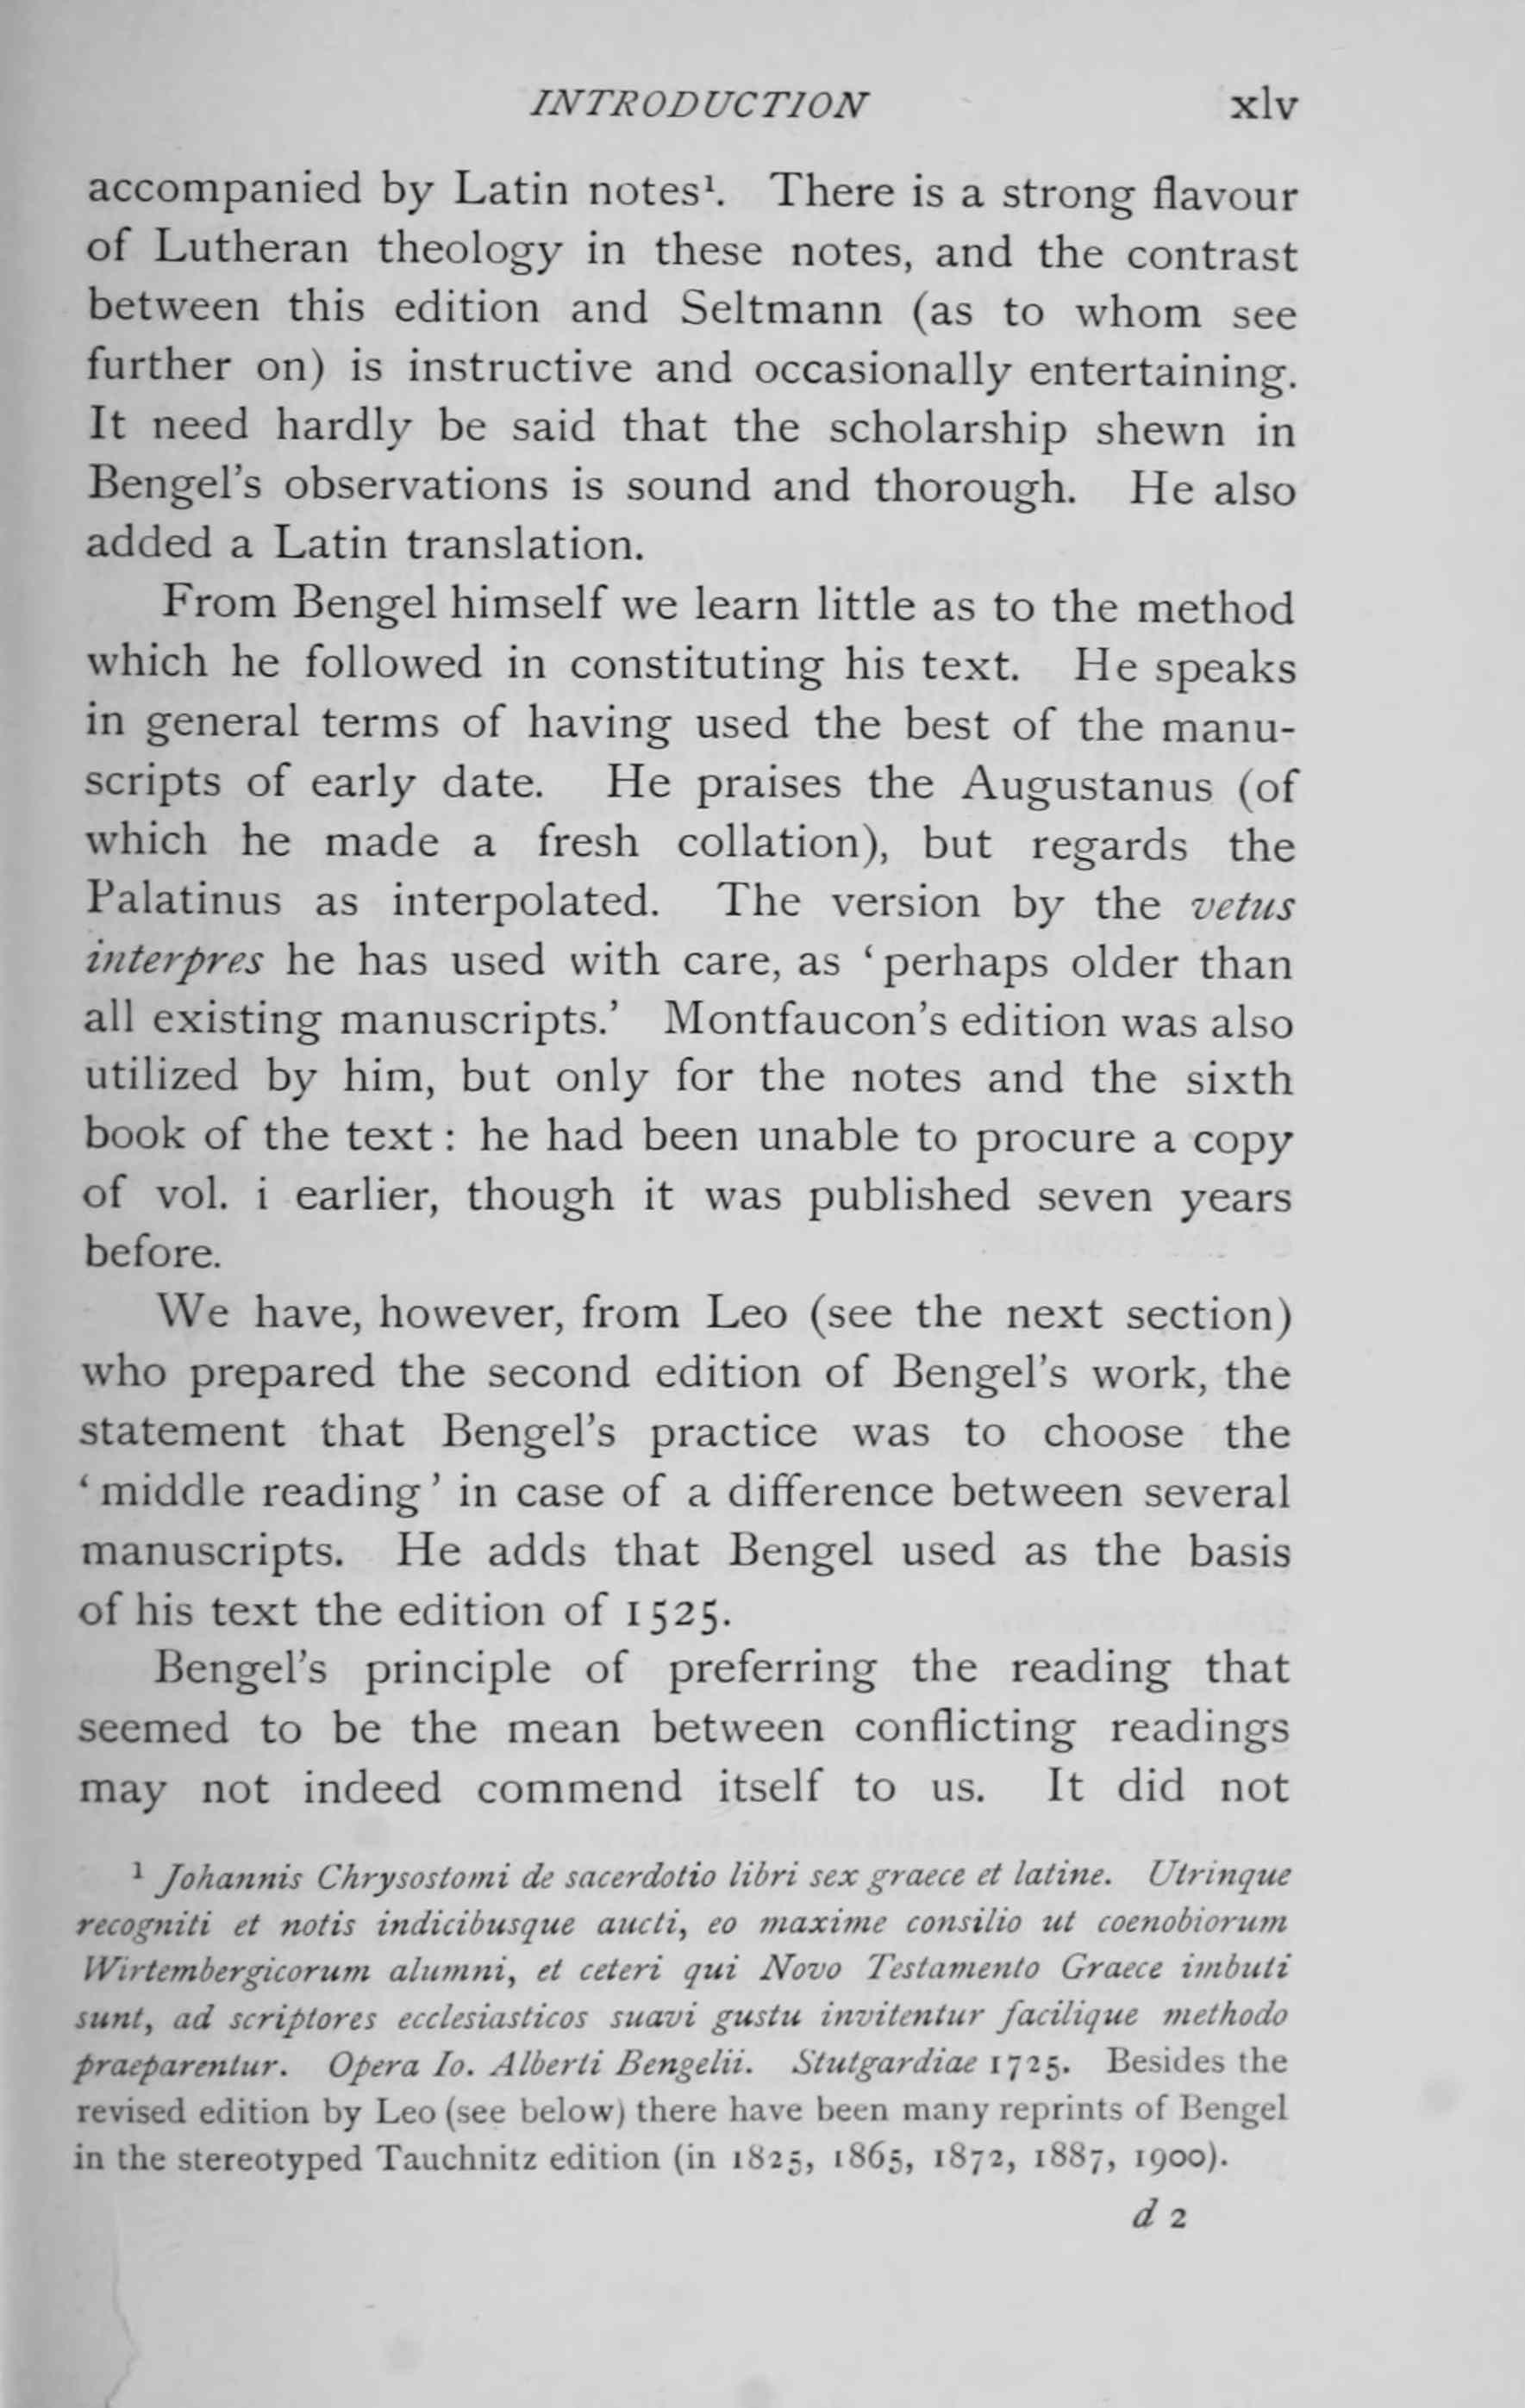 INTRODUCTION xlv
accompanied by Latin notes¹. There is a strong flavour
of Lutheran theology in these notes, and the contrast
between this edition and Seltmann (as to whom see
further on) is instructive and occasionally entertaining.
It need hardly be said that the scholarship shewn in
Bengel's observations is sound and thorough. He also
added a Latin translation.
From Bengel himself we learn little as to the method
which he followed in constituting his text. He speaks
in general terms of having used the best of the manu-
scripts of early date. He praises the Augustanus (of
which he made a fresh collation), but regards the
Palatinus as interpolated. The version by the vetus
interpres he has used with care, as ‘perhaps older than
all existing manuscripts.’ Montfaucon's edition was also
utilized by him, but only for the notes and the sixth
book of the text: he had been unable to procure a copy
of vol. i earlier, though it was published seven years
before.
We have, however, from Leo (see the next section)
who prepared the second edition of Bengel's work, the
statement that Bengel's practice was to choose the
‘middle reading’ in case of a difference between several
manuscripts. He adds that Bengel used as the basis
of his text the edition of 1525.
Bengel's principle of preferring the reading that
seemed to be the mean between conflicting readings
may not indeed commend itself to us. It did not
¹ Johannis Chrysostomi de sacerdotio libri sex graece et latine. Utrinque
recogniti et notis indicibusque aucti, eo maxime consilio ut coenobiorum
Wirtembergicorum alumni, et ceteri qui Novo Testamento Graece imbuti
sunt, ad scriptores ecclesiasticos suavi gustu invitentur facilique methodo
praeparentur. Opera Io. Alberti Bengelii. Stutgardiae 1725. Besides the
revised edition by Leo (see below) there have been many reprints of Bengel
in the stereotyped Tauchnitz edition (in 1825, 1865, 1872, 1887, 1900).
d 2